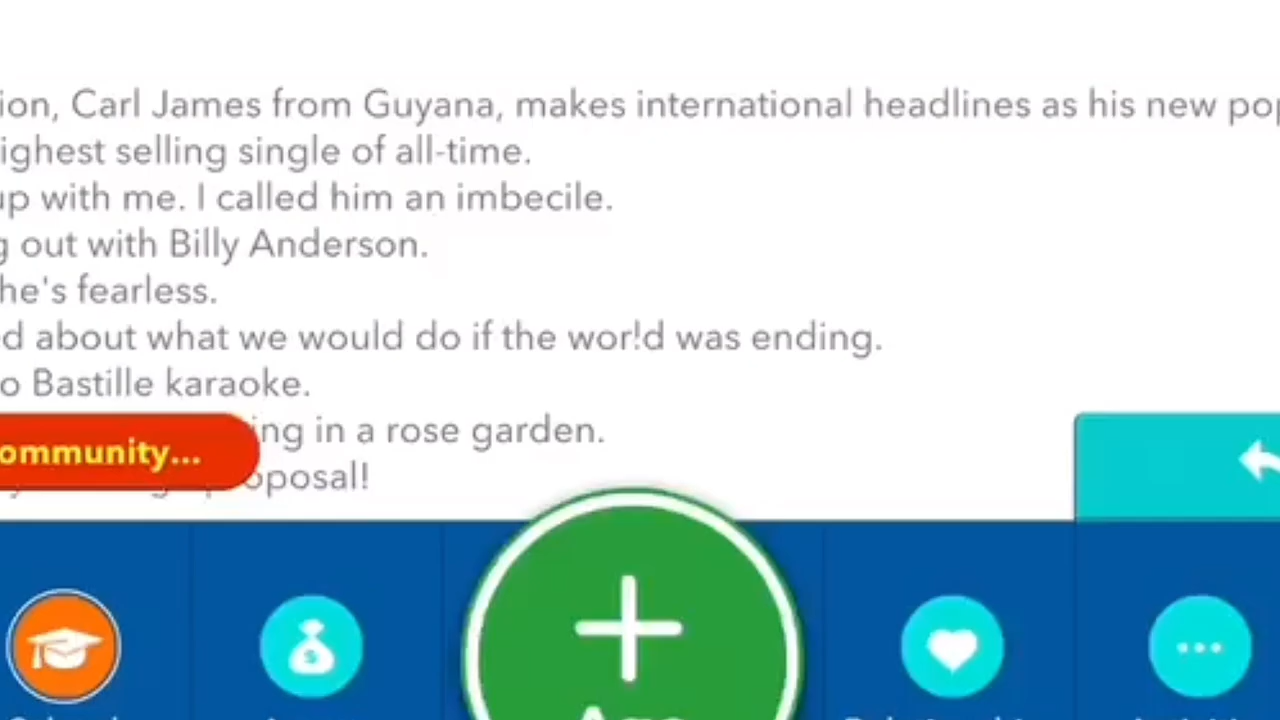 ion, Carl James from Guyana, makes international headlines as his new pop
ighest selling single of all-time.
up with me. I called him an imbecile.
g out with Billy Anderson.
he's fearless.
d about what we would do if the wor!d was ending.
o Bastille karaoke.
ing in a rose garden.
ommunity...
oposal!
Age